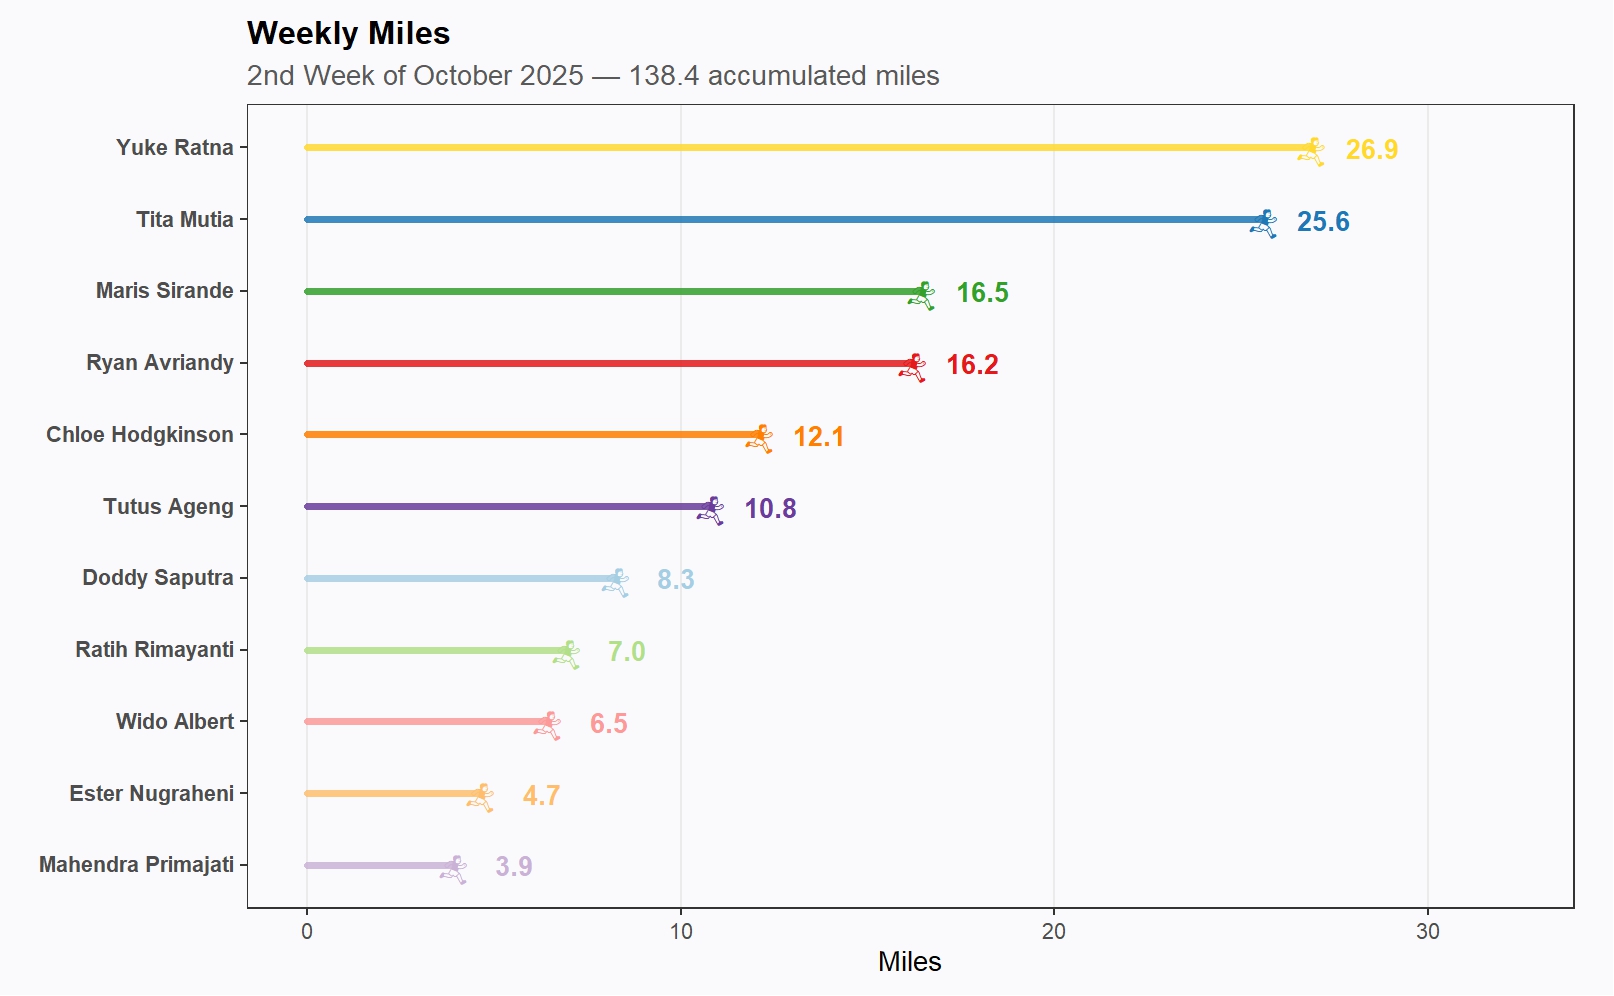 Weekly Miles
2nd Week of October 2025 — 138.4 accumulated miles
Yuke Ratna 26.9
Tita Mutia 25.6
Maris Sirande 16.5
Ryan Avriandy 16.2
Chloe Hodgkinson 12.1
Tutus Ageng 10.8
Doddy Saputra 8.3
Ratih Rimayanti 7.0
Wido Albert 6.5
Ester Nugraheni 4.7
Mahendra Primajati 3.9
0 10 20 30
Miles